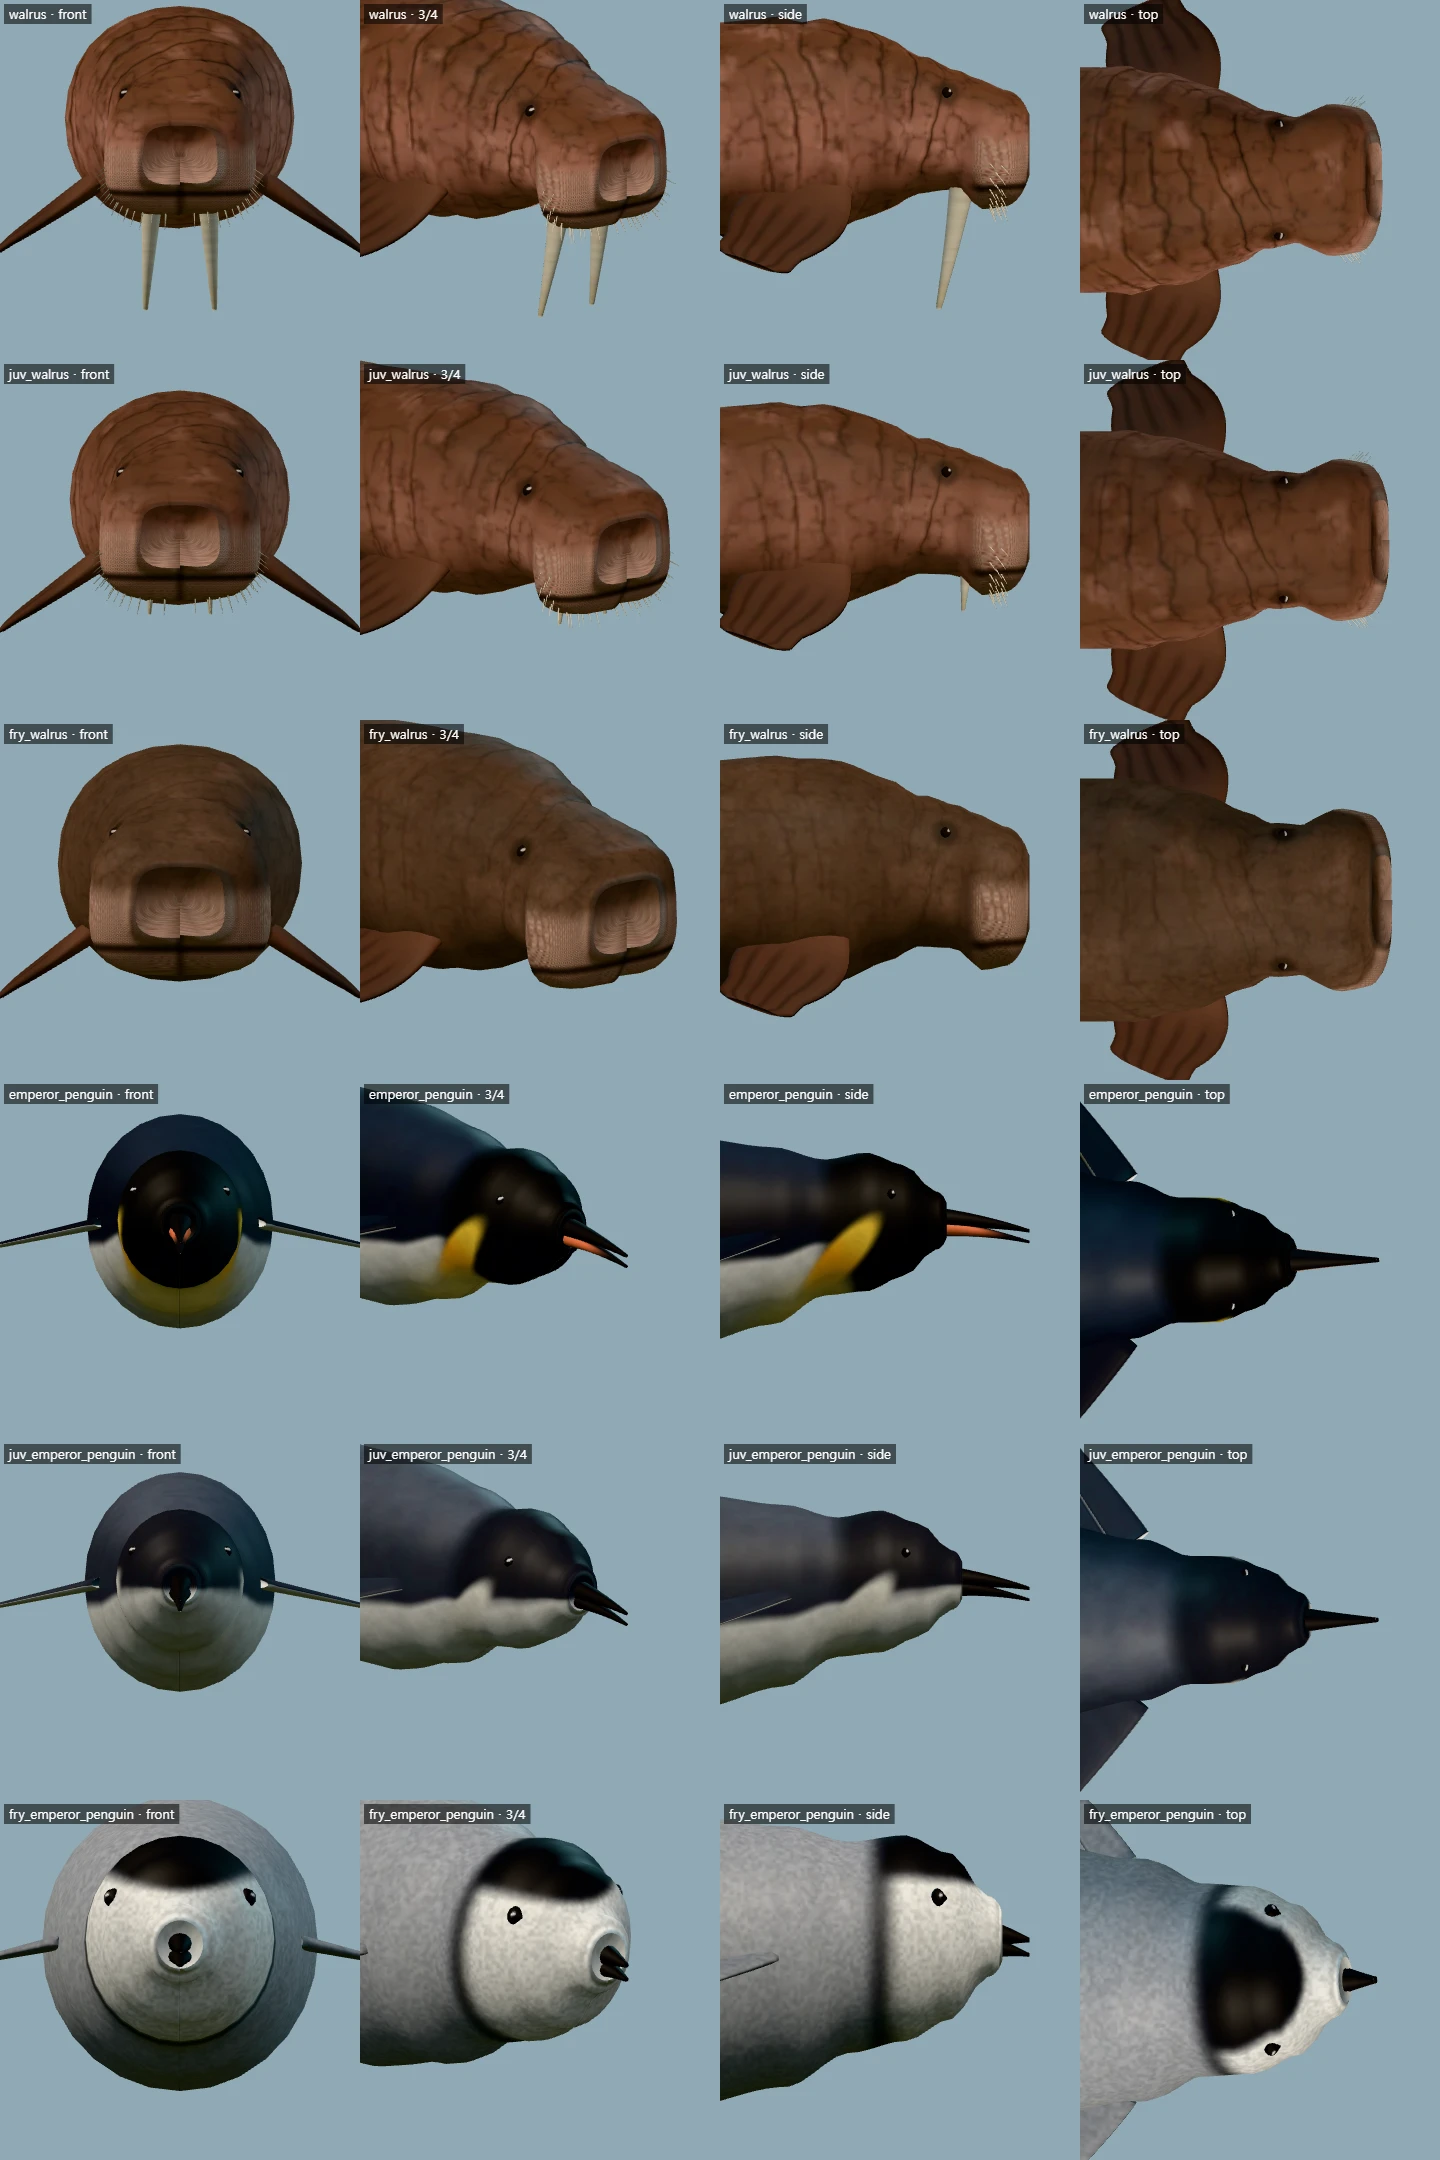 walrus · front
walrus · 3/4
walrus · side
walrus · top
juv_walrus · front
juv_walrus · 3/4
juv_walrus · side
juv_walrus · top
fry_walrus · front
fry_walrus · 3/4
fry_walrus · side
fry_walrus · top
emperor_penguin · front
emperor_penguin · 3/4
emperor_penguin · side
emperor_penguin · top
juv_emperor_penguin · front
juv_emperor_penguin · 3/4
juv_emperor_penguin · side
juv_emperor_penguin · top
fry_emperor_penguin · front
fry_emperor_penguin · 3/4
fry_emperor_penguin · side
fry_emperor_penguin · top